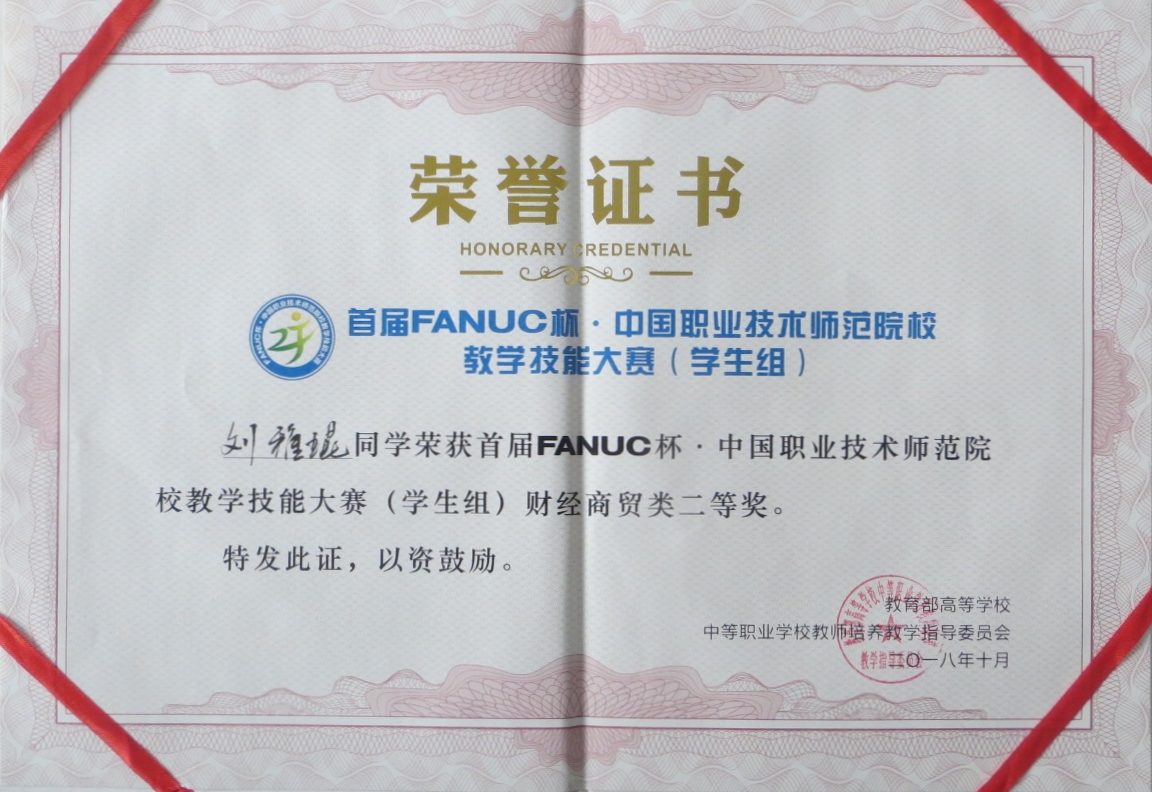 荣誉证书
HONORARY CREDENTIAL
首届FANUC杯·中国职业技术师范院校
教学技能大赛（学生组）
刘雅琨同学荣获首届FANUC杯·中国职业技术师范院
校教学技能大赛（学生组）财经商贸类二等奖。
特发此证，以资鼓励。
教育部高等学校
中等职业学校教师培养教学指导委员会
二〇一八年十月